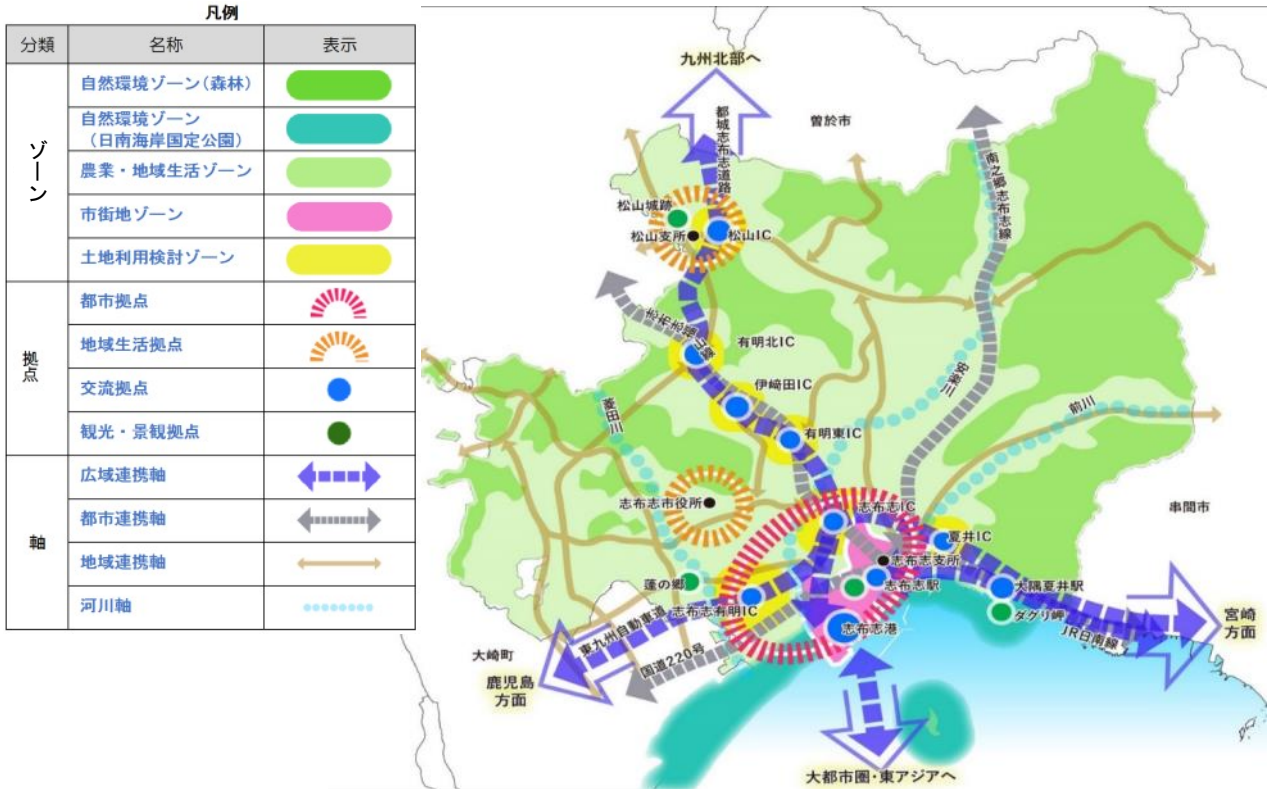 凡例
分類 名称 表示
ゾーン
自然環境ゾーン(森林)
自然環境ゾーン
(日南海岸国定公園)
農業・地域生活ゾーン
市街地ゾーン
土地利用検討ゾーン
拠点
都市拠点
地域生活拠点
交流拠点
観光・景観拠点
軸
広域連携軸
都市連携軸
地域連携軸
河川軸
九州北部へ
都城志布志道路
曽於市
南之郷志布志線
松山城跡
松山支所
松山IC
志布志福山線
有明北IC
伊﨑田IC
有明東IC
菱田川
安楽川
前川
志布志市役所
志布志IC
夏井IC
串間市
志布志支所
志布志駅
大隅夏井駅
蓬の郷
志布志有明IC
志布志港
ダグリ岬
東九州自動車道
国道220号
JR日南線
宮崎
方面
大崎町
鹿児島
方面
大都市圏・東アジアへ